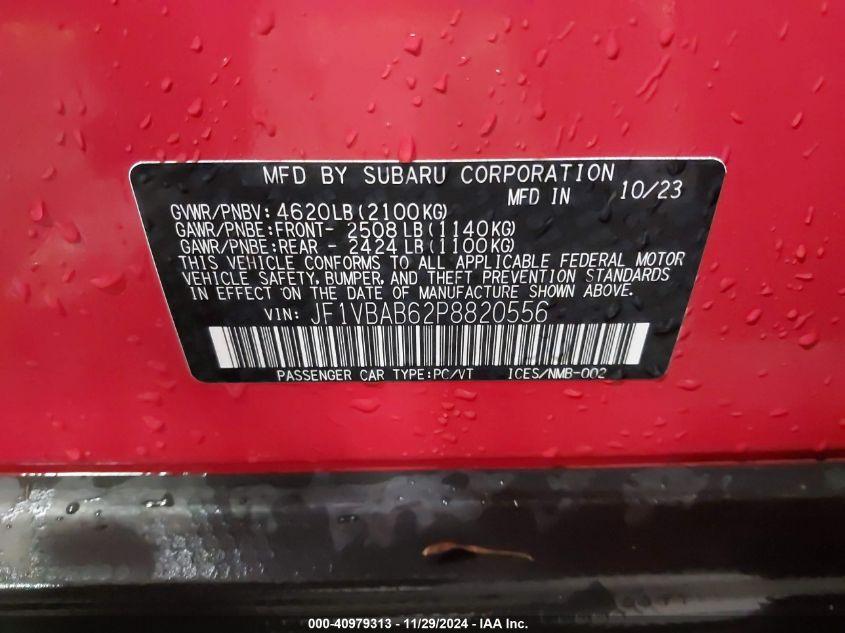 MFD BY SUBARU CORPORATION
MFD IN 10/23
GVWR/PNBV: 4620LB(2100KG)
GAWR/PNBE:FRONT- 2508LB(1140KG)
GAWR/PNBE:REAR - 2424LB(1100KG)
THIS VEHICLE CONFORMS TO ALL APPLICABLE FEDERAL MOTOR
VEHICLE SAFETY, BUMPER, AND THEFT PREVENTION STANDARDS
IN EFFECT ON THE DATE OF MANUFACTURE SHOWN ABOVE.
VIN: JF1VBAB62P8820556
PASSENGER CAR TYPE:PC/VT ICES/NMB-002
000-40979313 - 11/29/2024 - IAA Inc.